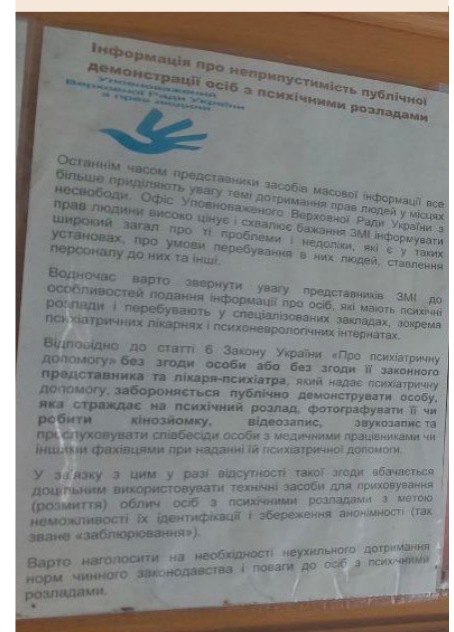 Інформація про неприпустимість публічної
демонстрації осіб з психічними розладами
Уповноважений
Верховної Ради України
з прав людини
Останнім часом представники засобів масової інформації все
більше приділяють увагу темі дотримання прав людей у місцях
несвободи. Офіс Уповноваженого Верховної Ради України з
прав людини високо цінує і схвалює бажання ЗМІ інформувати
широкий загал про ті проблеми і недоліки, які є у таких
установах, про умови перебування в них людей, ставлення
персоналу до них та інші.
Водночас варто звернути увагу представників ЗМІ до
особливостей подання інформації про осіб, які мають психічні
розлади і перебувають у спеціалізованих закладах, зокрема
психіатричних лікарнях і психоневрологічних інтернатах.
Відповідно до статті 6 Закону України «Про психіатричну
допомогу» без згоди особи або без згоди її законного
представника та лікаря-психіатра, який надає психіатричну
допомогу, забороняється публічно демонструвати особу,
яка страждає на психічний розлад, фотографувати її чи
робити кінозйомку, відеозапис, звукозапис та
прослуховувати співбесіди особи з медичними працівниками чи
іншими фахівцями при наданні їй психіатричної допомоги.
У зв'язку з цим у разі відсутності такої згоди вбачається
доцільним використовувати технічні засоби для приховування
(розмиття) облич осіб з психічними розладами з метою
неможливості їх ідентифікації і збереження анонімності (так
зване «заблюрювання»).
Варто наголосити на необхідності неухильного дотримання
норм чинного законодавства і поваги до осіб з психічними
розладами.